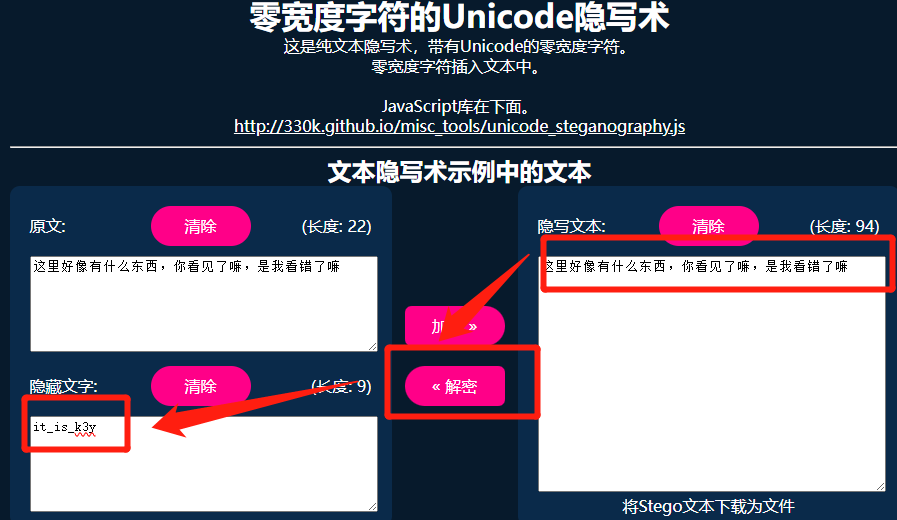 零宽度字符的Unicode隐写术
这是纯文本隐写术，带有Unicode的零宽度字符。
零宽度字符插入文本中。
JavaScript库在下面。
http://330k.github.io/misc_tools/unicode_steganography.js
文本隐写术示例中的文本
原文: 清除 (长度: 22)
这里好像有什么东西，你看见了嘛，是我看错了嘛
隐藏文字: 清除 (长度: 9)
it_is_k3y
加 »
« 解密
隐写文本: 清除 (长度: 94)
这里好像有什么东西，你看见了嘛，是我看错了嘛
将Stego文本下载为文件